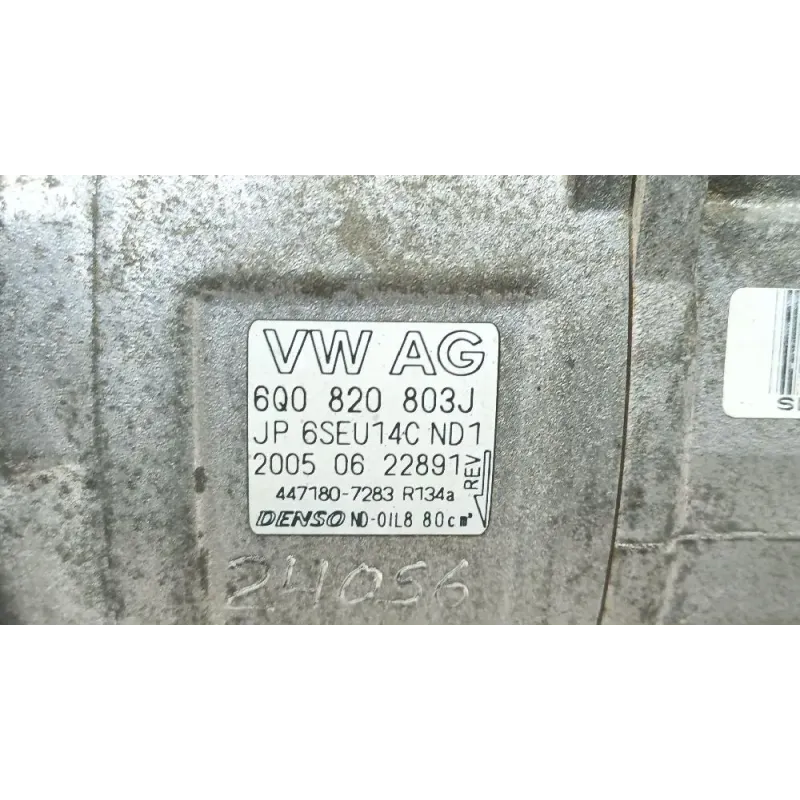 VW AG
6Q0 820 803J
JP 6SEU14C ND1
2005 06 22891
REV
447180-7283 R134a
DENSO ND-OIL8 80cm³
24056